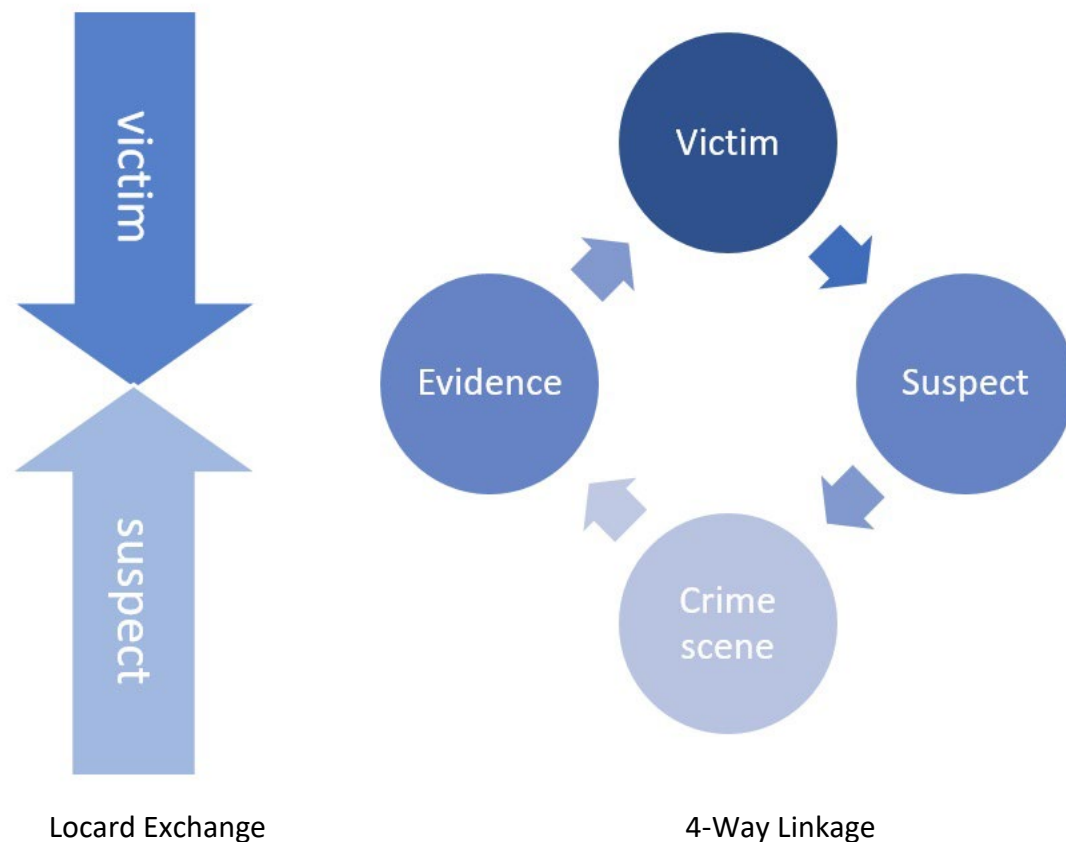 victim
suspect
Victim
Suspect
Crime
scene
Evidence
Locard Exchange
4-Way Linkage